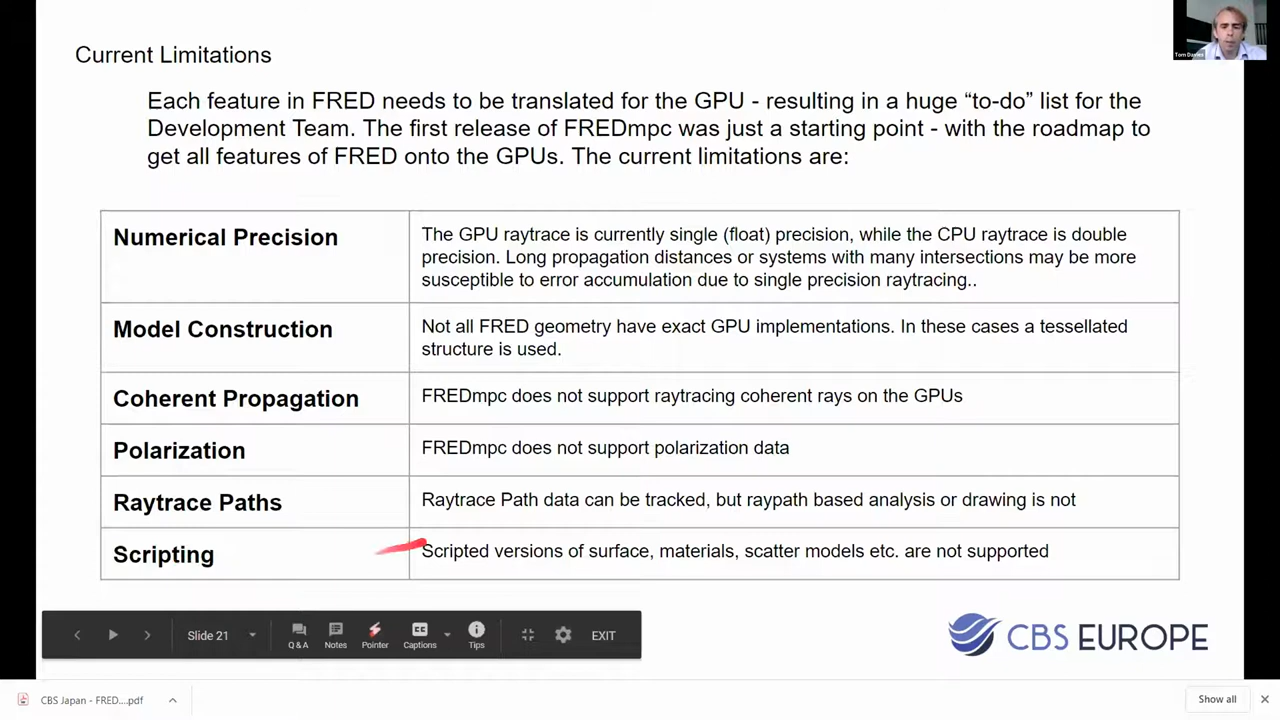 Current Limitations
Tom Davies
Each feature in FRED needs to be translated for the GPU - resulting in a huge “to-do” list for the
Development Team. The first release of FREDmpc was just a starting point - with the roadmap to
get all features of FRED onto the GPUs. The current limitations are:
Numerical Precision
The GPU raytrace is currently single (float) precision, while the CPU raytrace is double
precision. Long propagation distances or systems with many intersections may be more
susceptible to error accumulation due to single precision raytracing..
Model Construction
Not all FRED geometry have exact GPU implementations. In these cases a tessellated
structure is used.
Coherent Propagation
FREDmpc does not support raytracing coherent rays on the GPUs
Polarization
FREDmpc does not support polarization data
Raytrace Paths
Raytrace Path data can be tracked, but raypath based analysis or drawing is not
Scripting
Scripted versions of surface, materials, scatter models etc. are not supported
Slide 21
Q & A
Notes
Pointer
Captions
Tips
EXIT
CBS EUROPE
CBS Japan - FRED....pdf
Show all